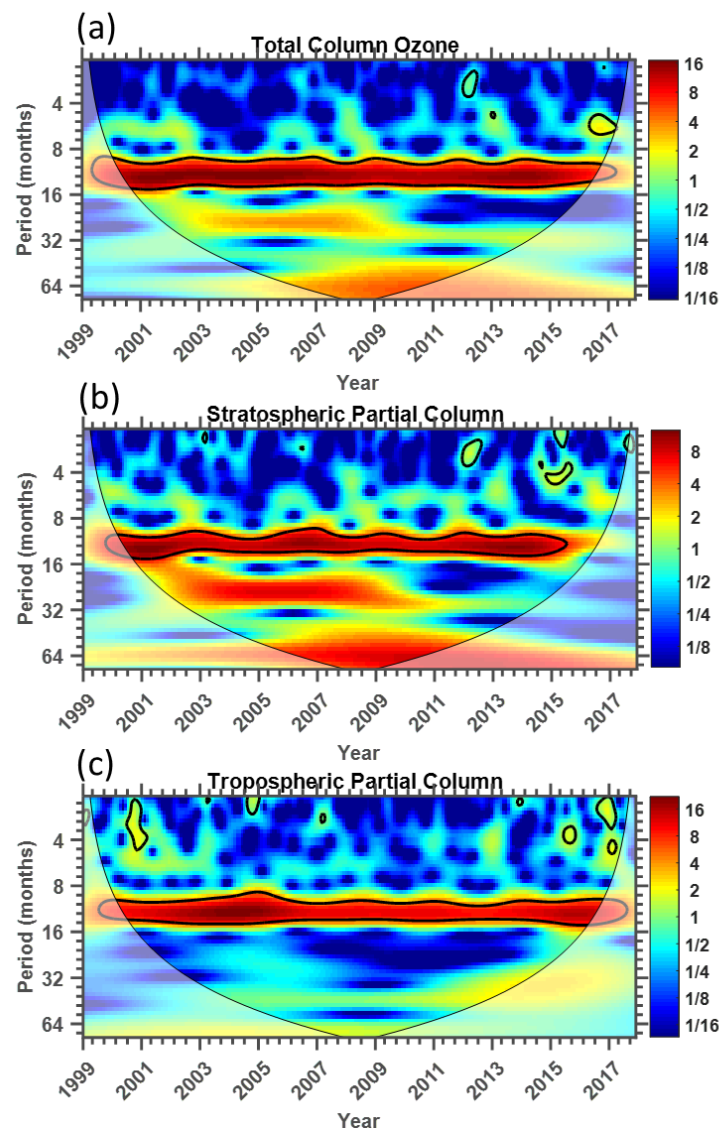 (a)
Total Column Ozone
Period (months)
4
8
16
32
64
16
8
4
2
1
1/2
1/4
1/8
1/16
1999 2001 2003 2005 2007 2009 2011 2013 2015 2017
Year
(b)
Stratospheric Partial Column
Period (months)
4
8
16
32
64
8
4
2
1
1/2
1/4
1/8
1999 2001 2003 2005 2007 2009 2011 2013 2015 2017
Year
(c)
Tropospheric Partial Column
Period (months)
4
8
16
32
64
16
8
4
2
1
1/2
1/4
1/8
1/16
1999 2001 2003 2005 2007 2009 2011 2013 2015 2017
Year